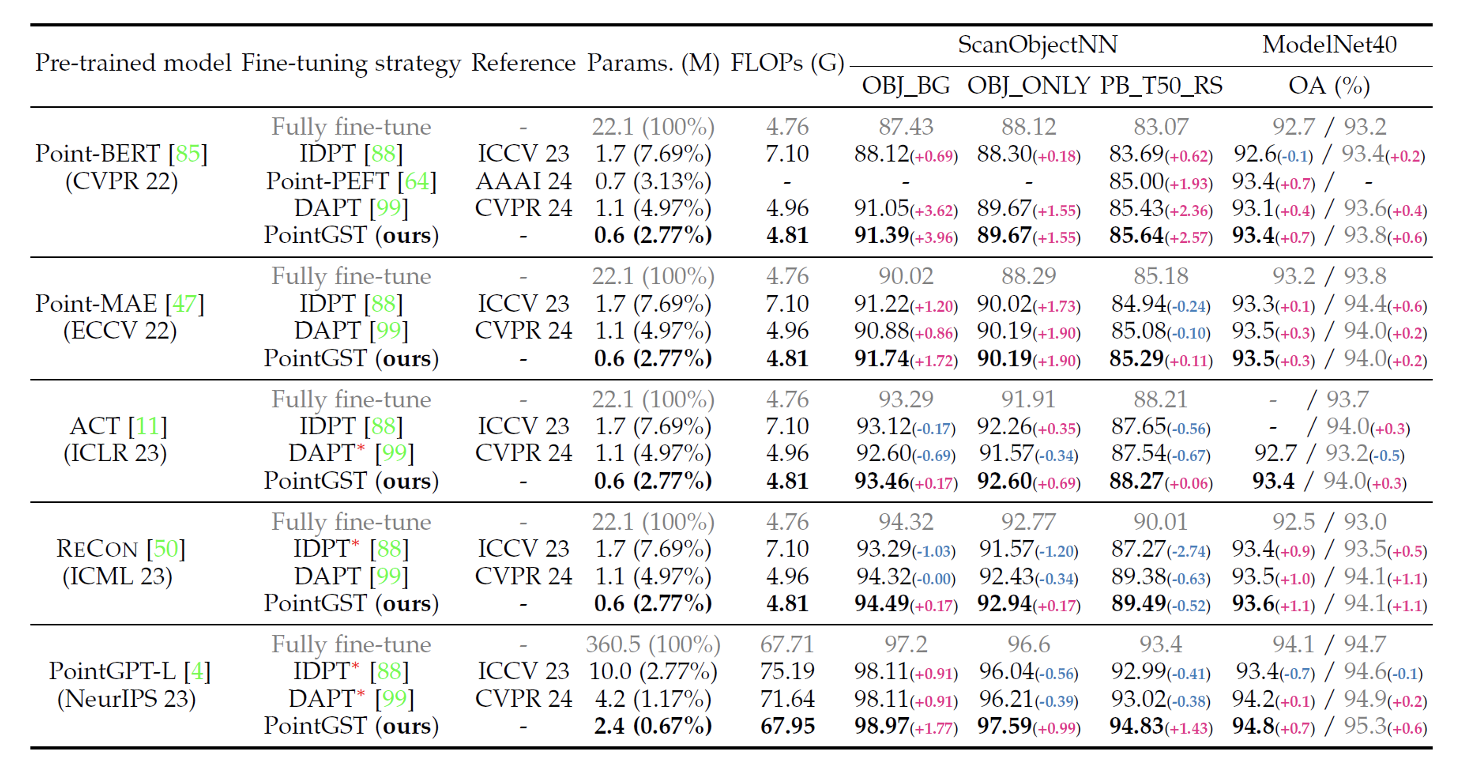 ScanObjectNN ModelNet40
Pre-trained model Fine-tuning strategy Reference Params. (M) FLOPs (G)
OBJ_BG OBJ_ONLY PB_T50_RS OA (%)
Fully fine-tune - 22.1 (100%) 4.76 87.43 88.12 83.07 92.7 / 93.2
Point-BERT [85] IDPT [88] ICCV 23 1.7 (7.69%) 7.10 88.12(+0.69) 88.30(+0.18) 83.69(+0.62) 92.6(-0.1) / 93.4(+0.2)
(CVPR 22) Point-PEFT [64] AAAI 24 0.7 (3.13%) - - - 85.00(+1.93) 93.4(+0.7) / -
DAPT [99] CVPR 24 1.1 (4.97%) 4.96 91.05(+3.62) 89.67(+1.55) 85.43(+2.36) 93.1(+0.4) / 93.6(+0.4)
PointGST (ours) - 0.6 (2.77%) 4.81 91.39(+3.96) 89.67(+1.55) 85.64(+2.57) 93.4(+0.7) / 93.8(+0.6)
Fully fine-tune - 22.1 (100%) 4.76 90.02 88.29 85.18 93.2 / 93.8
Point-MAE [47] IDPT [88] ICCV 23 1.7 (7.69%) 7.10 91.22(+1.20) 90.02(+1.73) 84.94(-0.24) 93.3(+0.1) / 94.4(+0.6)
(ECCV 22) DAPT [99] CVPR 24 1.1 (4.97%) 4.96 90.88(+0.86) 90.19(+1.90) 85.08(-0.10) 93.5(+0.3) / 94.0(+0.2)
PointGST (ours) - 0.6 (2.77%) 4.81 91.74(+1.72) 90.19(+1.90) 85.29(+0.11) 93.5(+0.3) / 94.0(+0.2)
Fully fine-tune - 22.1 (100%) 4.76 93.29 91.91 88.21 - / 93.7
ACT [11] IDPT [88] ICCV 23 1.7 (7.69%) 7.10 93.12(-0.17) 92.26(+0.35) 87.65(-0.56) - / 94.0(+0.3)
(ICLR 23) DAPT* [99] CVPR 24 1.1 (4.97%) 4.96 92.60(-0.69) 91.57(-0.34) 87.54(-0.67) 92.7 / 93.2(-0.5)
PointGST (ours) - 0.6 (2.77%) 4.81 93.46(+0.17) 92.60(+0.69) 88.27(+0.06) 93.4 / 94.0(+0.3)
Fully fine-tune - 22.1 (100%) 4.76 94.32 92.77 90.01 92.5 / 93.0
RECON [50] IDPT* [88] ICCV 23 1.7 (7.69%) 7.10 93.29(-1.03) 91.57(-1.20) 87.27(-2.74) 93.4(+0.9) / 93.5(+0.5)
(ICML 23) DAPT [99] CVPR 24 1.1 (4.97%) 4.96 94.32(-0.00) 92.43(-0.34) 89.38(-0.63) 93.5(+1.0) / 94.1(+1.1)
PointGST (ours) - 0.6 (2.77%) 4.81 94.49(+0.17) 92.94(+0.17) 89.49(-0.52) 93.6(+1.1) / 94.1(+1.1)
Fully fine-tune - 360.5 (100%) 67.71 97.2 96.6 93.4 94.1 / 94.7
PointGPT-L [4] IDPT* [88] ICCV 23 10.0 (2.77%) 75.19 98.11(+0.91) 96.04(-0.56) 92.99(-0.41) 93.4(-0.7) / 94.6(-0.1)
(NeurIPS 23) DAPT* [99] CVPR 24 4.2 (1.17%) 71.64 98.11(+0.91) 96.21(-0.39) 93.02(-0.38) 94.2(+0.1) / 94.9(+0.2)
PointGST (ours) - 2.4 (0.67%) 67.95 98.97(+1.77) 97.59(+0.99) 94.83(+1.43) 94.8(+0.7) / 95.3(+0.6)